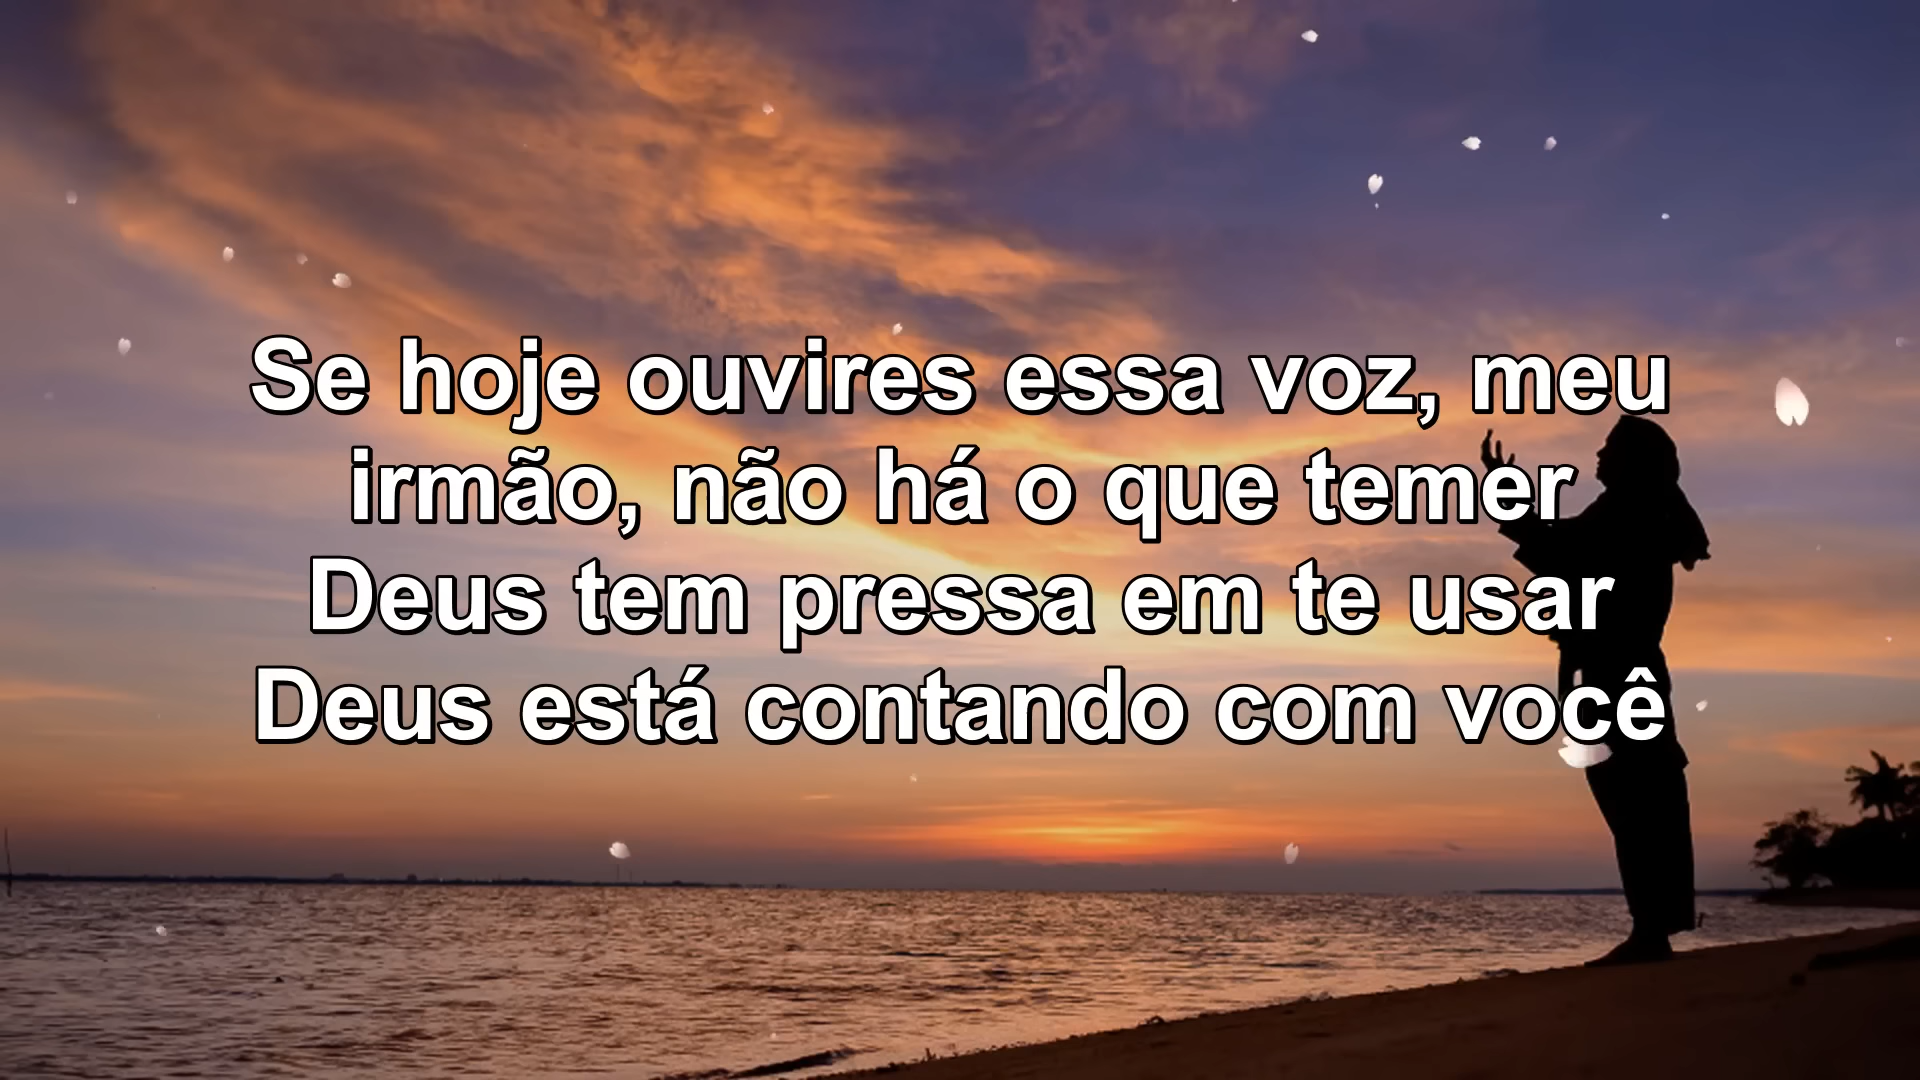 Se hoje ouvires essa voz, meu
irmão, não há o que temer
Deus tem pressa em te usar
Deus está contando com você